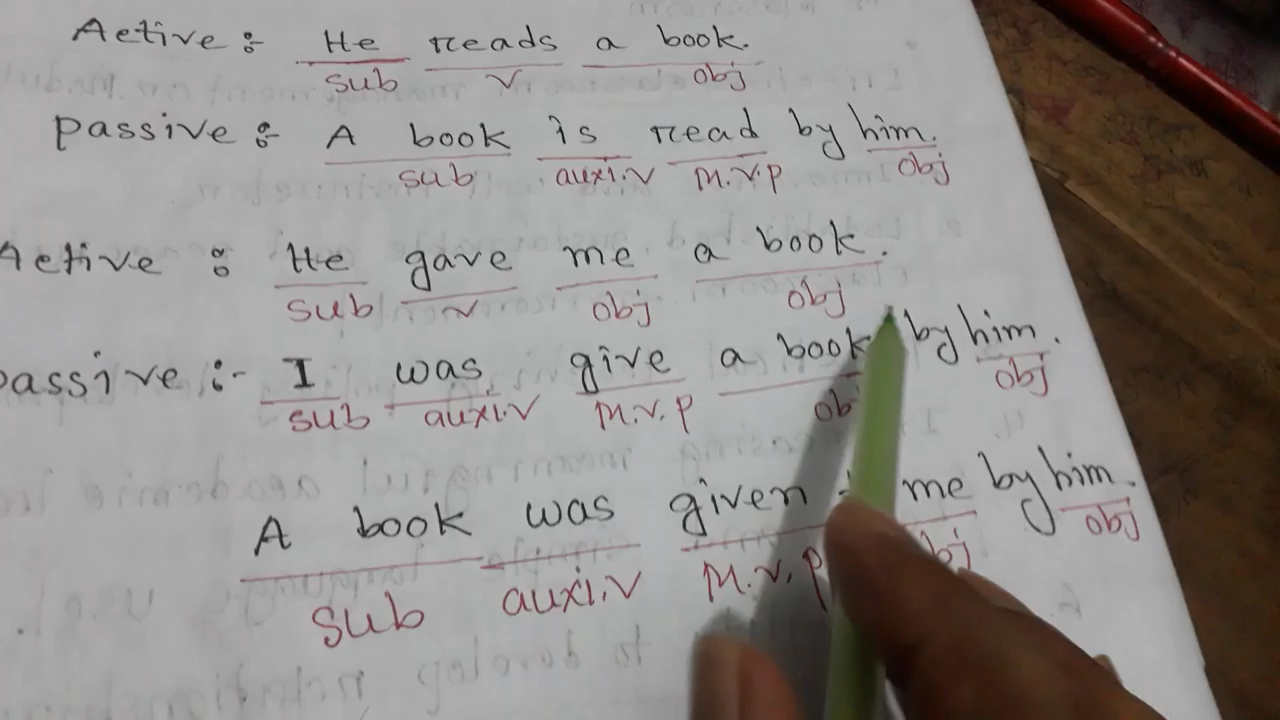 Active :- He reads a book.
sub v obj
Passive :- A book is read by him.
sub auxi.v M.v.p obj
Active : He gave me a book.
sub v obj obj
passive :- I was give a book by him.
sub auxi.v M.v.p obj
A book was given me by him.
sub auxi.v M.v.p obj